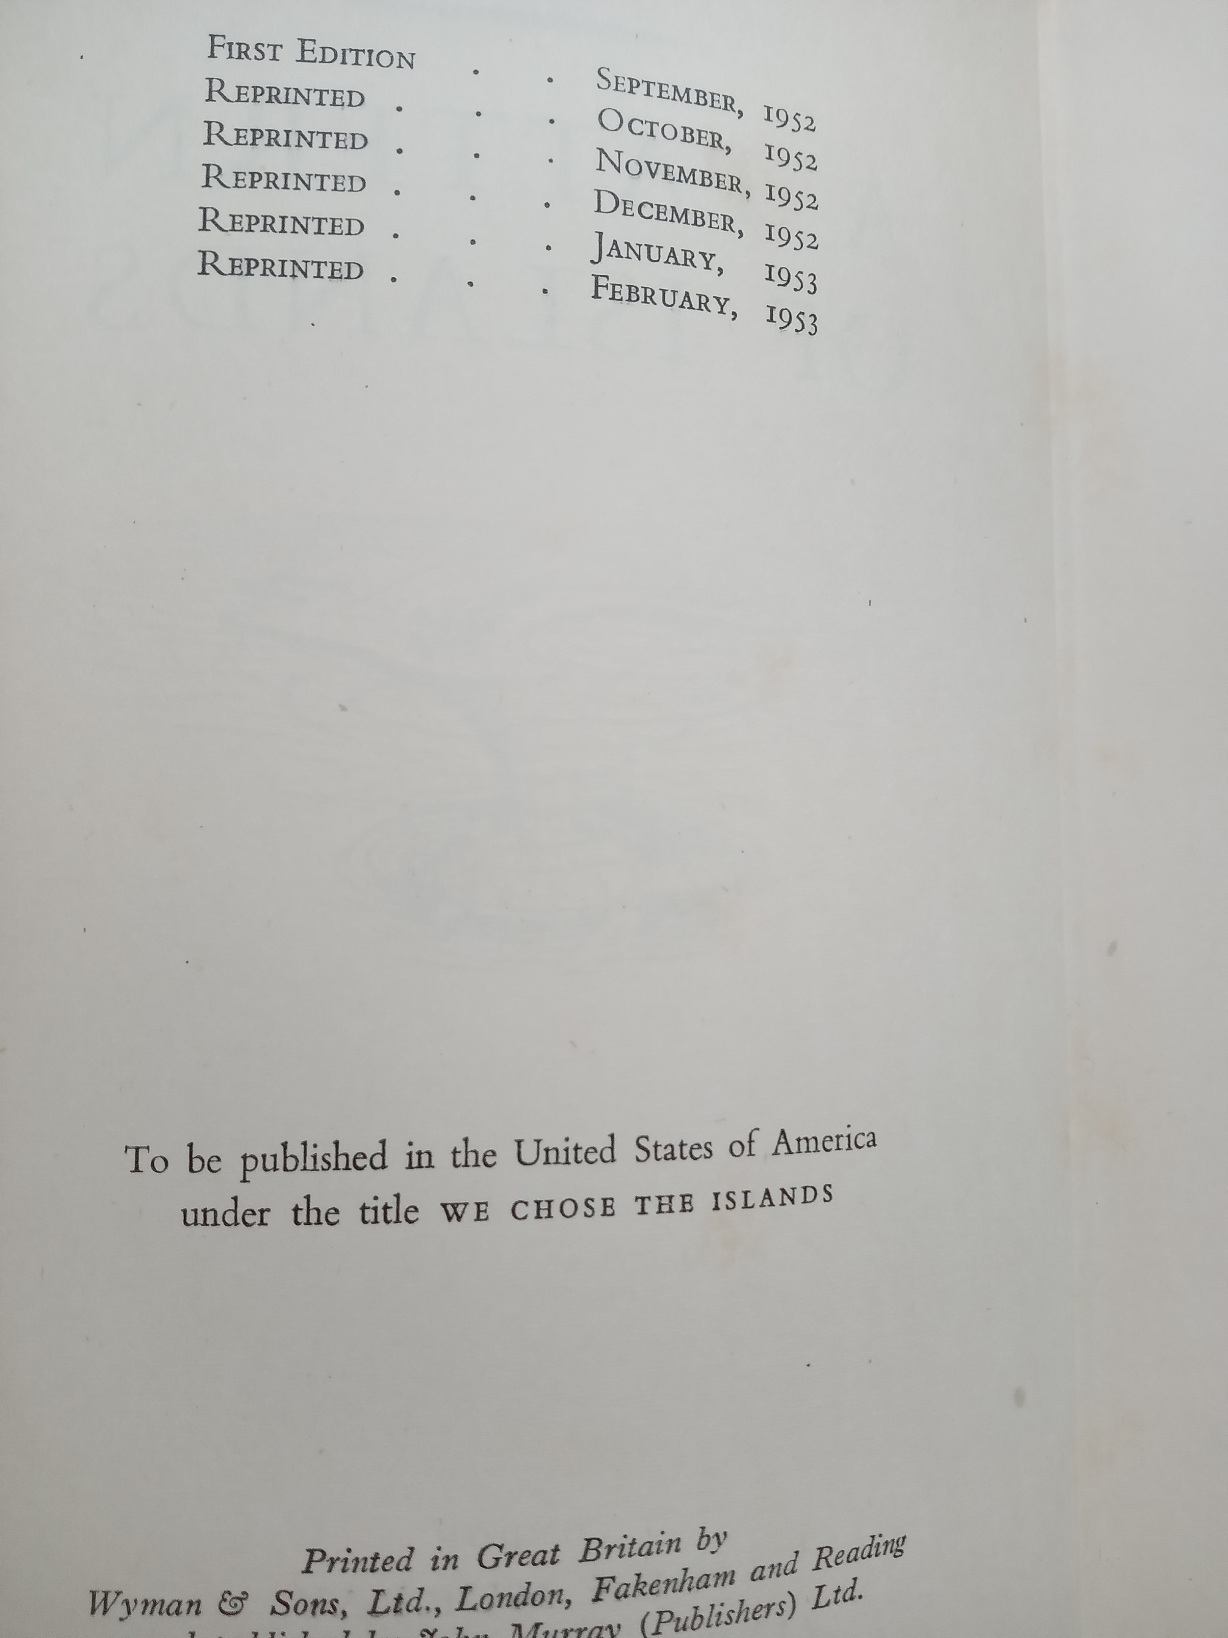 First Edition . . September, 1952
Reprinted . . . October, 1952
Reprinted . . . November, 1952
Reprinted . . . December, 1952
Reprinted . . . January, 1953
Reprinted . . . February, 1953
To be published in the United States of America
under the title WE CHOSE THE ISLANDS
Printed in Great Britain by
Wyman & Sons, Ltd., London, Fakenham and Reading
John Murray (Publishers) Ltd.